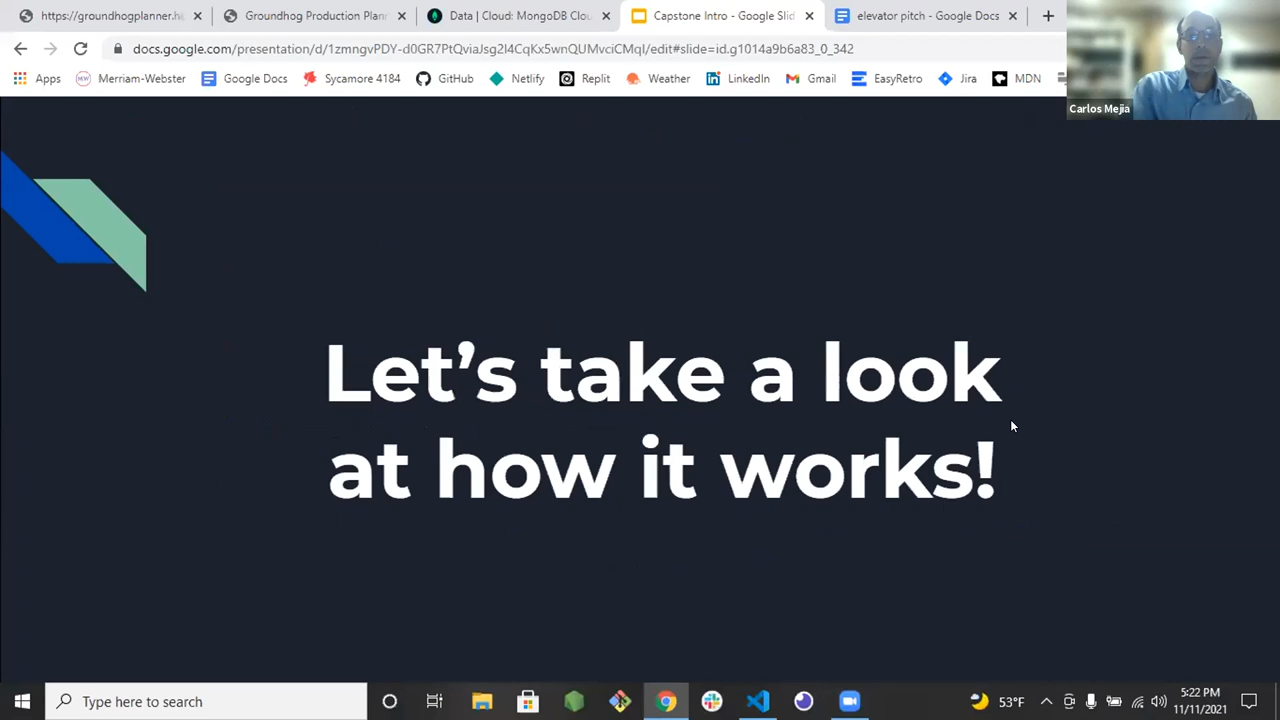 https://groundhogplanner.he
Groundhog Production Plan
Data | Cloud: MongoDB Clou
Capstone Intro - Google Slid
elevator pitch - Google Docs
docs.google.com/presentation/d/1zmngvPDY-d0GR7PtQviaJsg2l4CqKx5wnQUMvciCMqI/edit#slide=id.g1014a9b6a83_0_342
Apps
Merriam-Webster
Google Docs
Sycamore 4184
GitHub
Netlify
Replit
Weather
LinkedIn
Gmail
EasyRetro
Jira
MDN
Carlos Mejia
Let's take a look
at how it works!
Type here to search
53°F
5:22 PM
11/11/2021